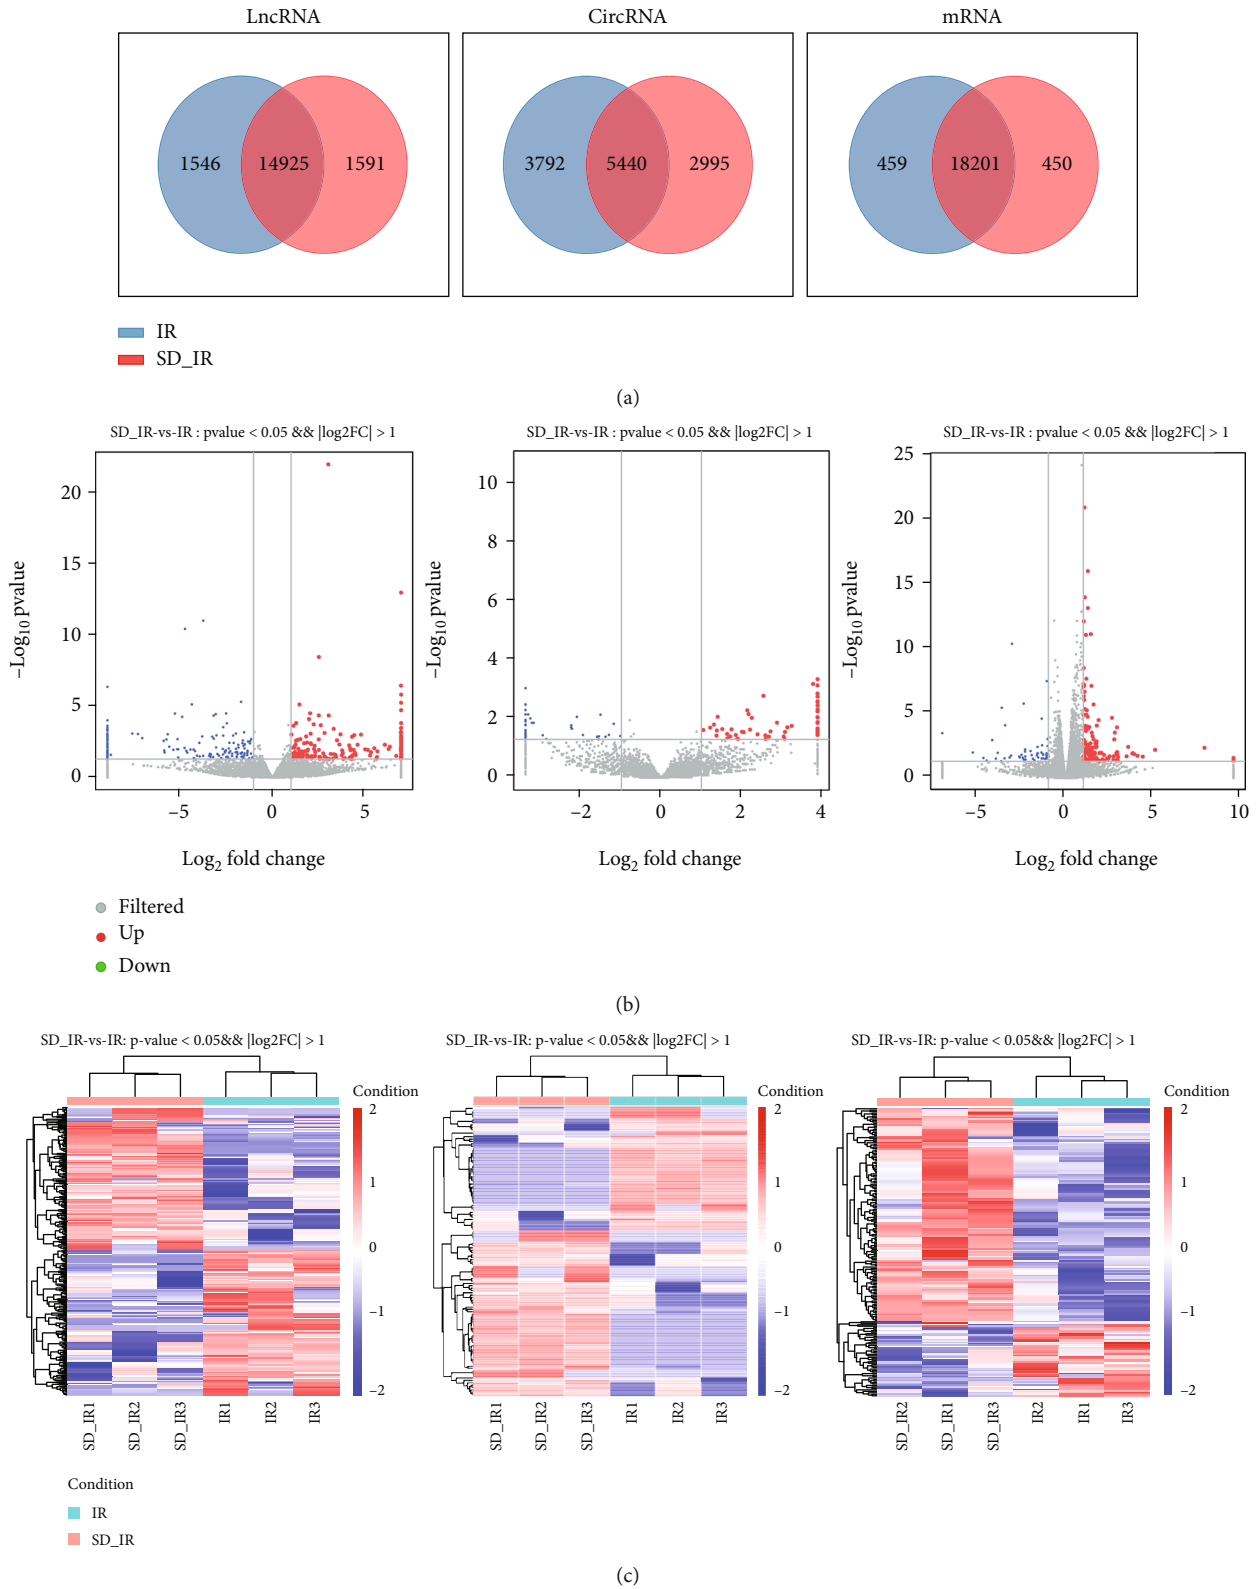 LncRNA CircRNA mRNA
1546 14925 1591 3792 5440 2995 459 18201 450
IR
SD_IR
(a)
SD_IR-vs-IR : pvalue < 0.05 && |log2FC| > 1
20
15
10
5
0
−5 0 5
−Log10 pvalue
Log2 fold change
SD_IR-vs-IR : pvalue < 0.05 && |log2FC| > 1
10
8
6
4
2
0
−2 0 2 4
−Log10 pvalue
Log2 fold change
SD_IR-vs-IR : pvalue < 0.05 && |log2FC| > 1
25
20
15
10
5
0
−5 0 5 10
−Log10 pvalue
Log2 fold change
Filtered
Up
Down
(b)
SD_IR-vs-IR: p-value < 0.05&& |log2FC| > 1
Condition
2
1
0
−1
−2
SD_IR1 SD_IR2 SD_IR3 IR1 IR2 IR3
SD_IR-vs-IR: p-value < 0.05&& |log2FC| > 1
Condition
2
1
0
−1
−2
SD_IR1 SD_IR2 SD_IR3 IR1 IR2 IR3
SD_IR-vs-IR: p-value < 0.05&& |log2FC| > 1
Condition
2
1
0
−1
−2
SD_IR2 SD_IR1 SD_IR3 IR2 IR1 IR3
Condition
IR
SD_IR
(c)